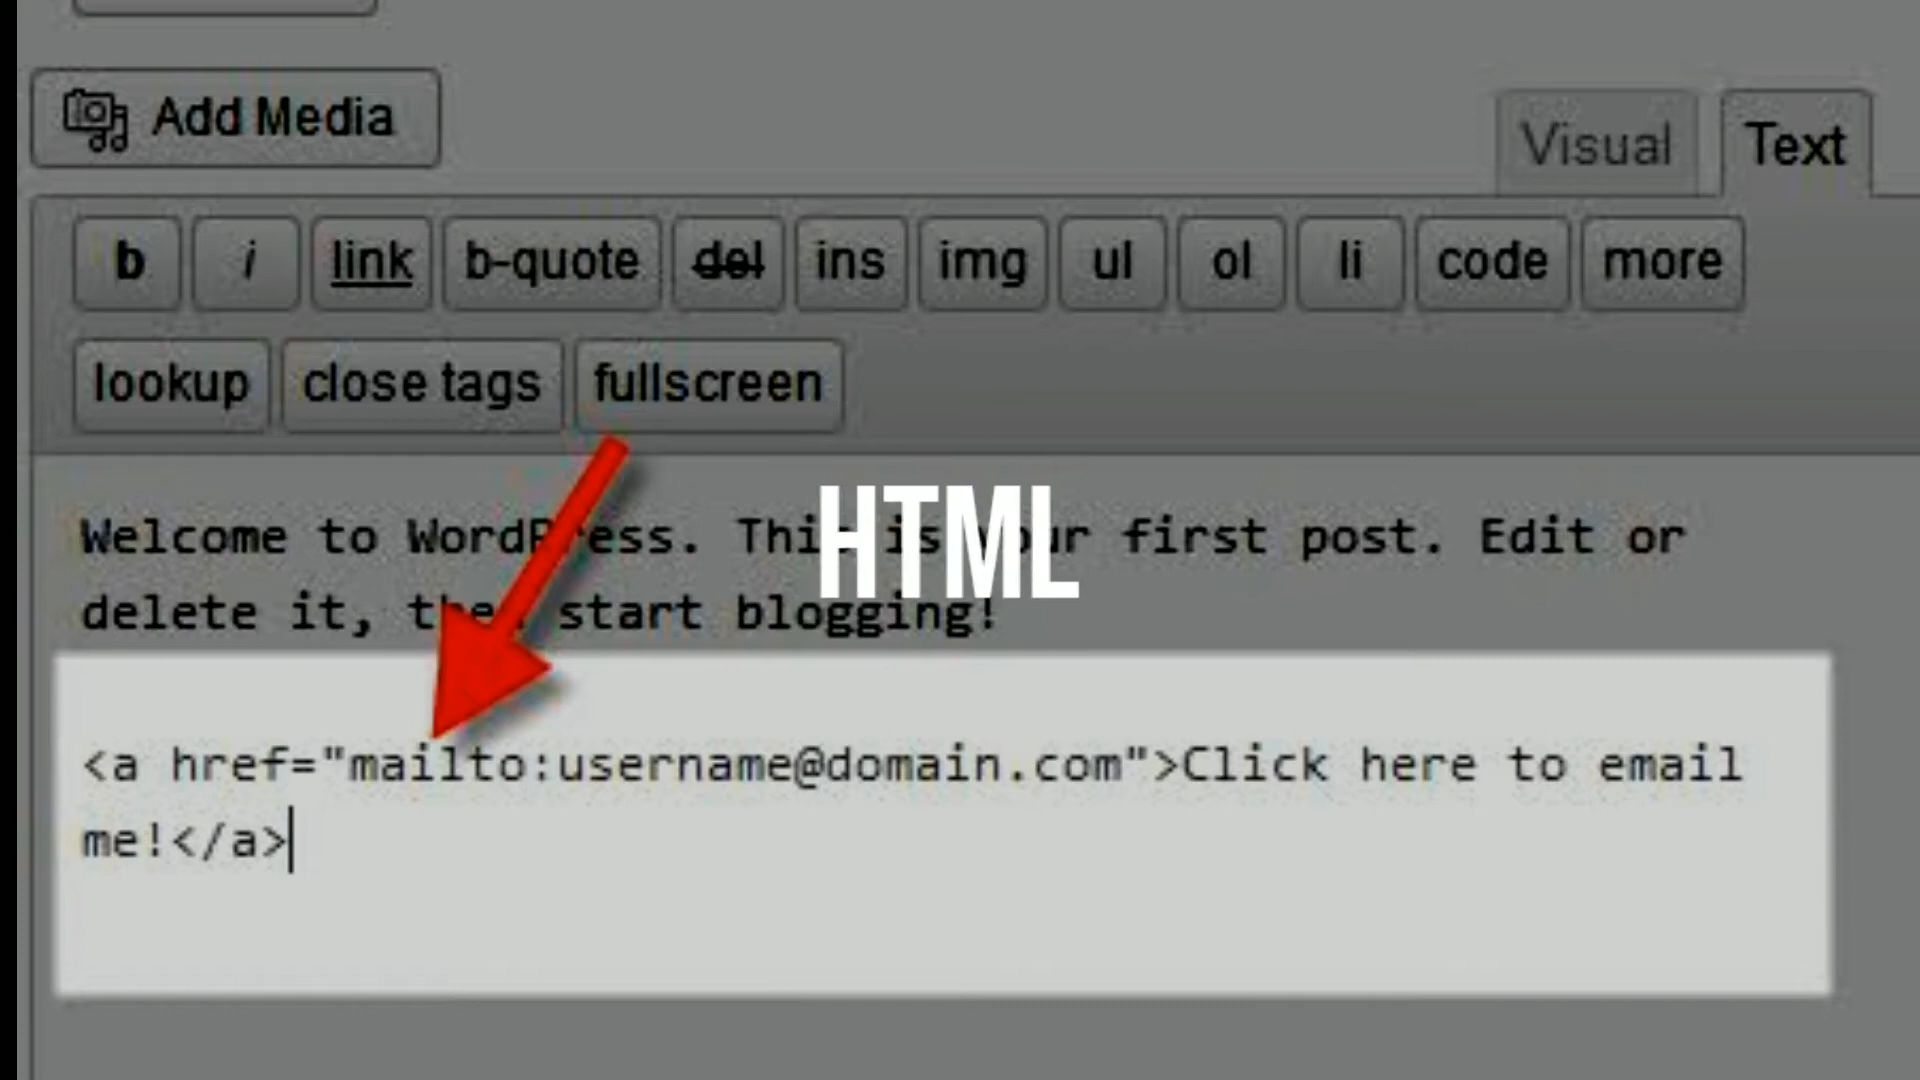 Add Media
Visual Text
b i link b-quote del ins img ul ol li code more
lookup close tags fullscreen
HTML
Welcome to WordPress. This is your first post. Edit or
delete it, then start blogging!
<a href="mailto:username@domain.com">Click here to email
me!</a>